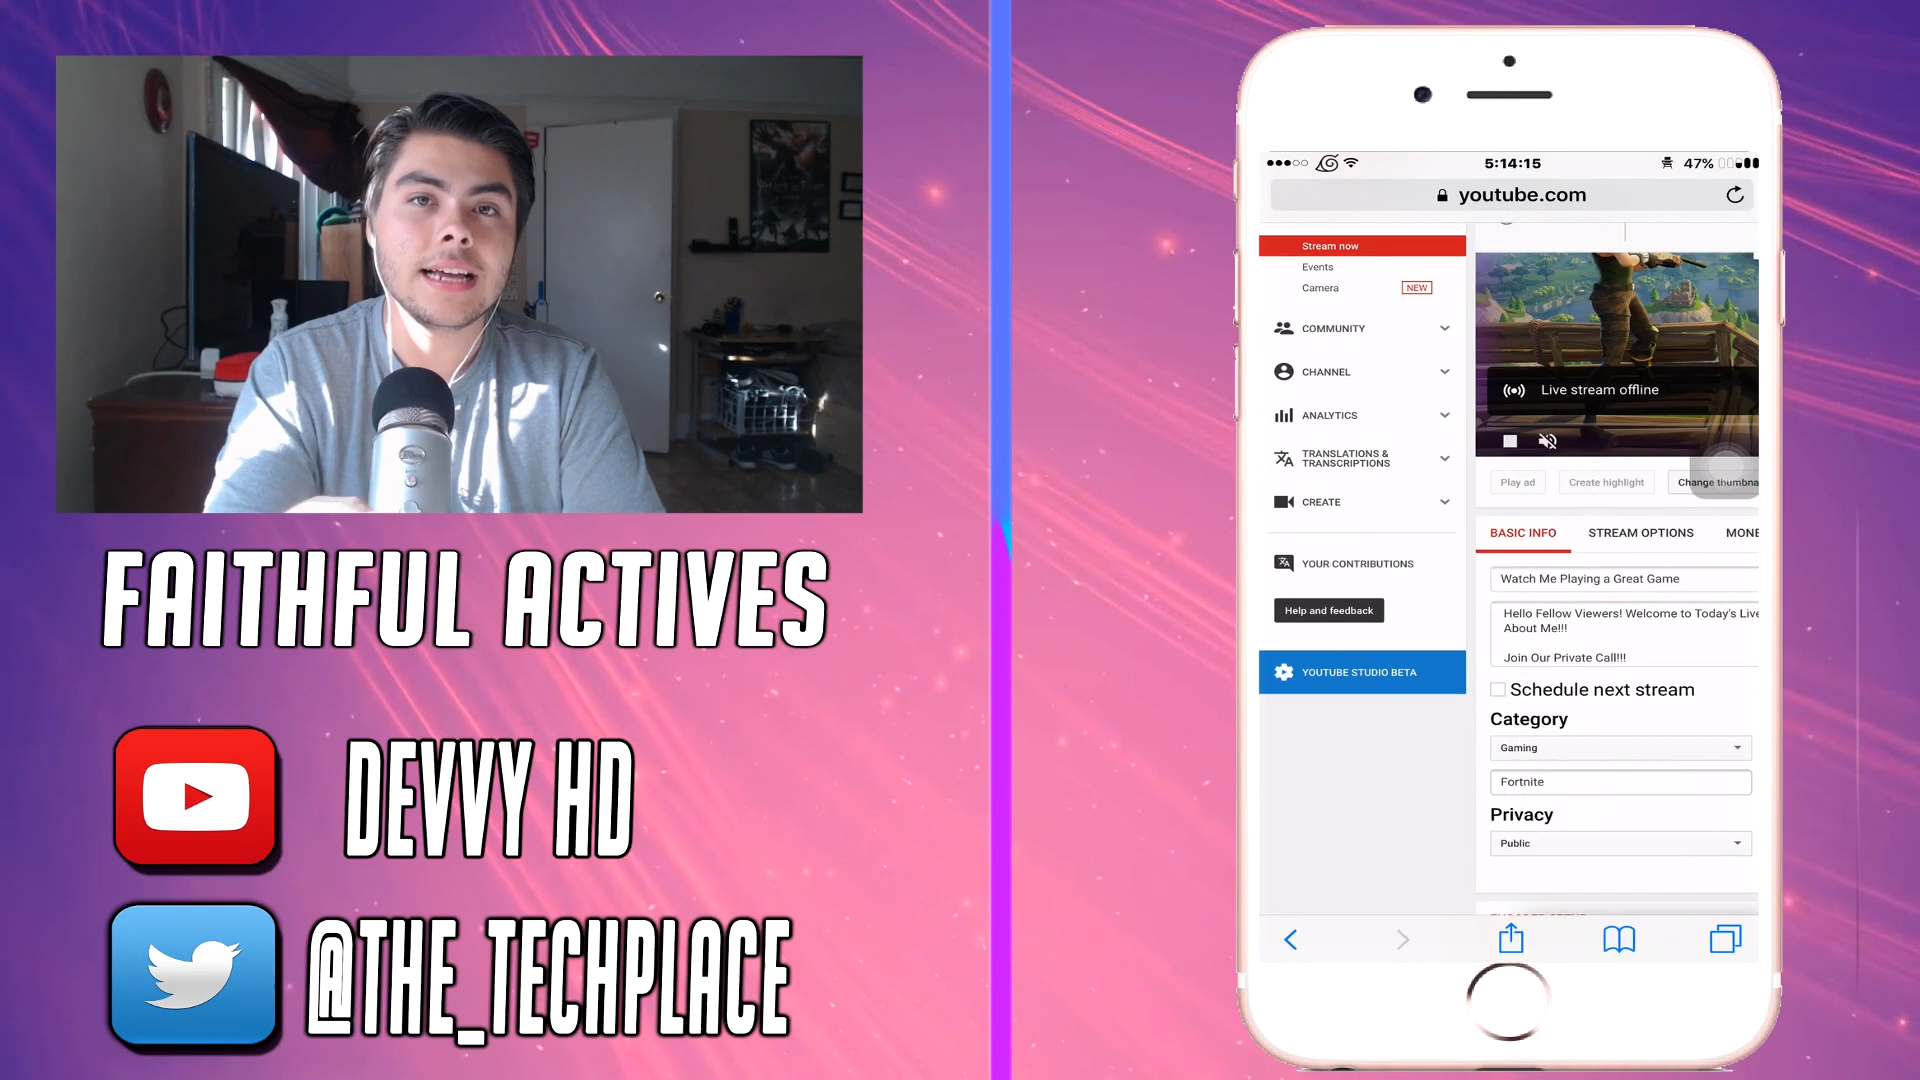 FAITHFUL ACTIVES
DEVVY HD
@THE_TECHPLACE
5:14:15
47%
youtube.com
Stream now
Events
Camera
NEW
COMMUNITY
CHANNEL
ANALYTICS
TRANSLATIONS &
TRANSCRIPTIONS
CREATE
YOUR CONTRIBUTIONS
Help and feedback
YOUTUBE STUDIO BETA
Live stream offline
Play ad
Create highlight
Change thumbna
BASIC INFO
STREAM OPTIONS
MONE
Watch Me Playing a Great Game
Hello Fellow Viewers! Welcome to Today's Live
About Me!!!
Join Our Private Call!!!
Schedule next stream
Category
Gaming
Fortnite
Privacy
Public